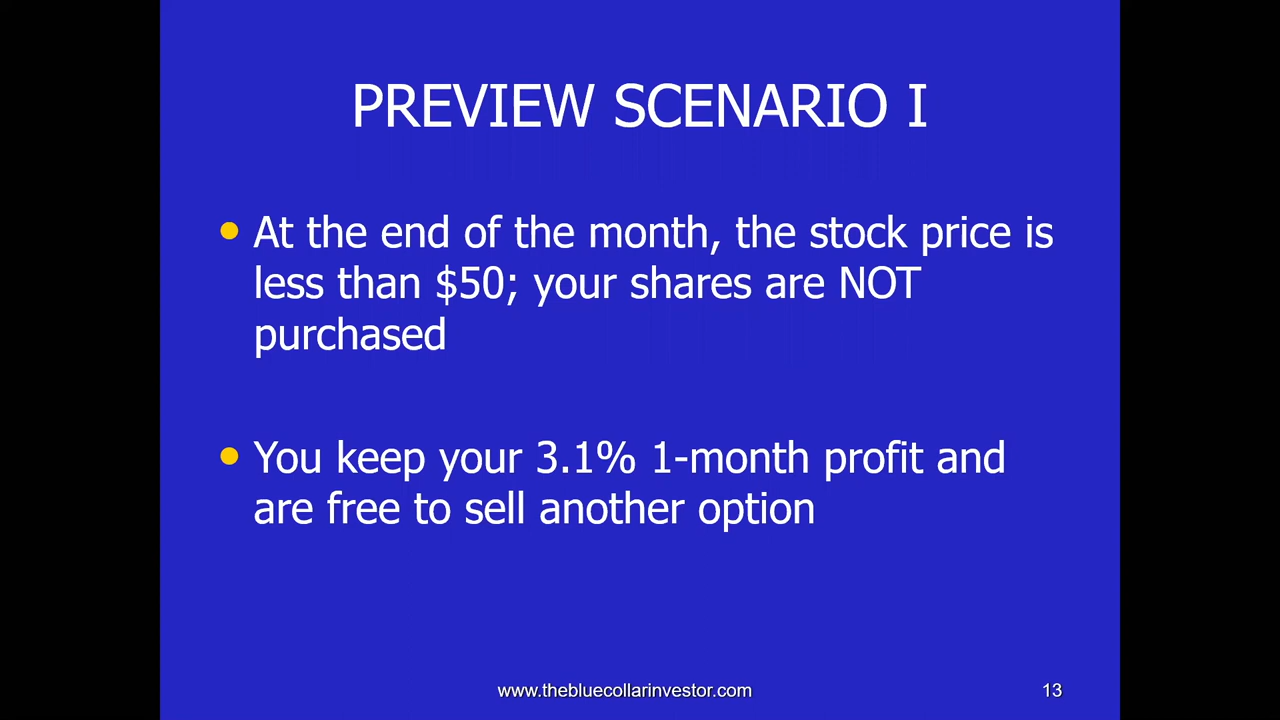 PREVIEW SCENARIO I
• At the end of the month, the stock price is
less than $50; your shares are NOT
purchased
• You keep your 3.1% 1-month profit and
are free to sell another option
www.thebluecollarinvestor.com
13